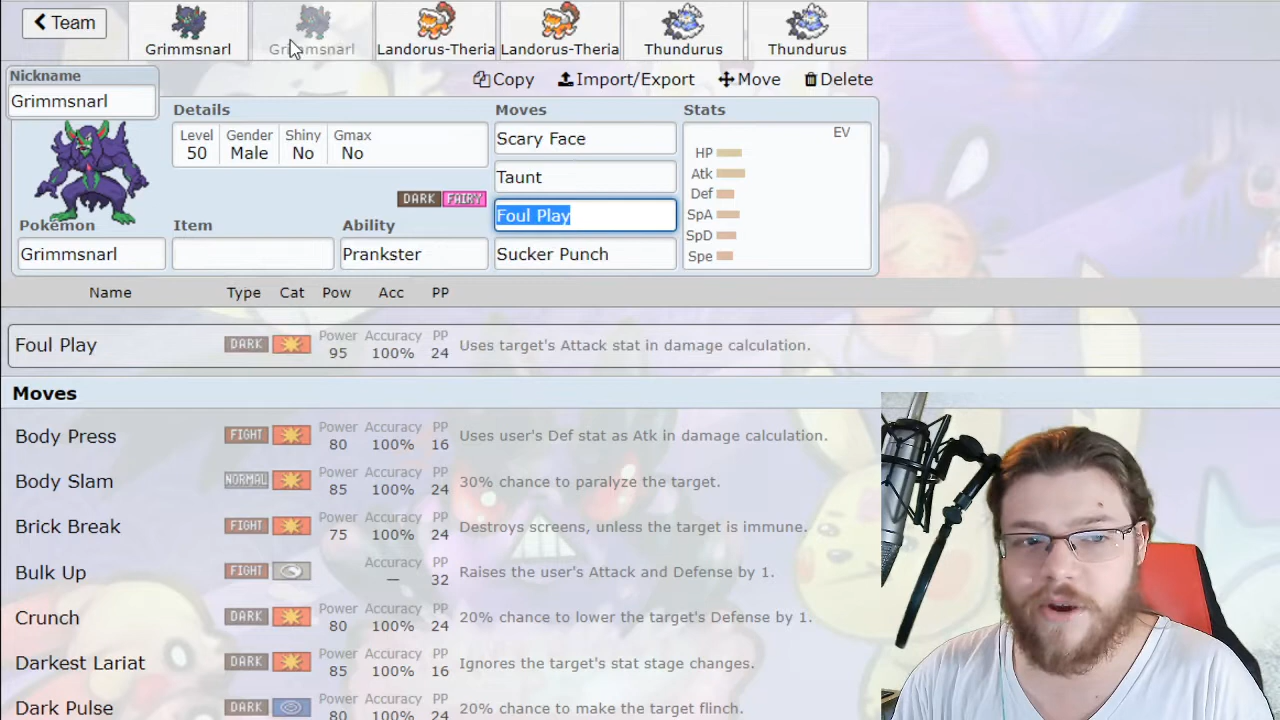 Team
Grimmsnarl
Landorus-Theria
Landorus-Theria
Thundurus
Thundurus
Copy Import/Export Move Delete
Nickname
Grimmsnarl
Details
Level Gender Shiny Gmax
50 Male No No
DARK FAIRY
Pokémon
Grimmsnarl
Item
Ability
Prankster
Moves
Scary Face
Taunt
Foul Play
Sucker Punch
Stats
EV
HP
Atk
Def
SpA
SpD
Spe
Name Type Cat Pow Acc PP
Foul Play DARK Power 95 Accuracy 100% PP 24 Uses target's Attack stat in damage calculation.
Moves
Body Press FIGHT Power 80 Accuracy 100% PP 16 Uses user's Def stat as Atk in damage calculation.
Body Slam NORMAL Power 85 Accuracy 100% PP 24 30% chance to paralyze the target.
Brick Break FIGHT Power 75 Accuracy 100% PP 24 Destroys screens, unless the target is immune.
Bulk Up FIGHT Accuracy — PP 32 Raises the user's Attack and Defense by 1.
Crunch DARK Power 80 Accuracy 100% PP 24 20% chance to lower the target's Defense by 1.
Darkest Lariat DARK Power 85 Accuracy 100% PP 16 Ignores the target's stat stage changes.
Dark Pulse DARK Power 80 Accuracy 100% PP 24 20% chance to make the target flinch.